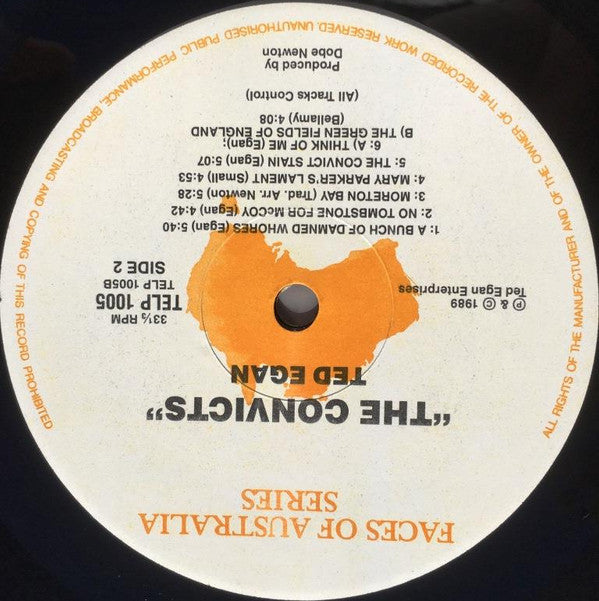 FACES OF AUSTRALIA
SERIES
"THE CONVICTS"
TED EGAN
33⅓ RPM
TELP 1005
TELP 1005B
SIDE 2
Ⓟ & © 1989
Ted Egan Enterprises
1: A BUNCH OF DAMNED WHORES (Egan) 5:40
2: NO TOMBSTONE FOR McCOY (Egan) 4:42
3: MORETON BAY (Trad. Arr. Newton) 5:28
4: MARY PARKER'S LAMENT (Small) 4:53
5: THE CONVICT STAIN (Egan) 5:07
6: A) THINK OF ME (Egan);
B) THE GREEN FIELDS OF ENGLAND
(Bellamy) 4:08
(All Tracks Control)
Produced by
Dobe Newton
ALL RIGHTS OF THE MANUFACTURER AND OF THE OWNER OF THE RECORDED WORK RESERVED. UNAUTHORISED PUBLIC PERFORMANCE, BROADCASTING AND COPYING OF THIS RECORD PROHIBITED